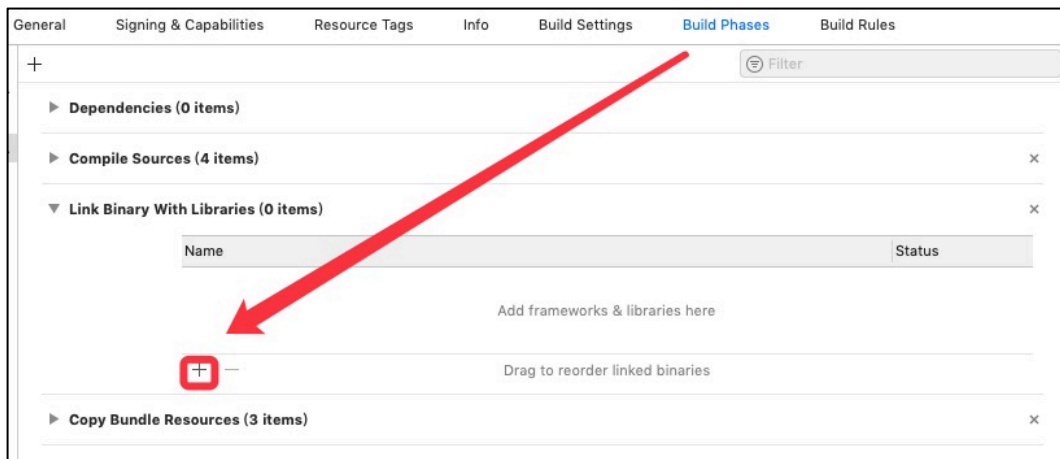 General Signing & Capabilities Resource Tags Info Build Settings Build Phases Build Rules
+ Filter
Dependencies (0 items)
Compile Sources (4 items) ×
Link Binary With Libraries (0 items) ×
Name Status
Add frameworks & libraries here
+ — Drag to reorder linked binaries
Copy Bundle Resources (3 items) ×